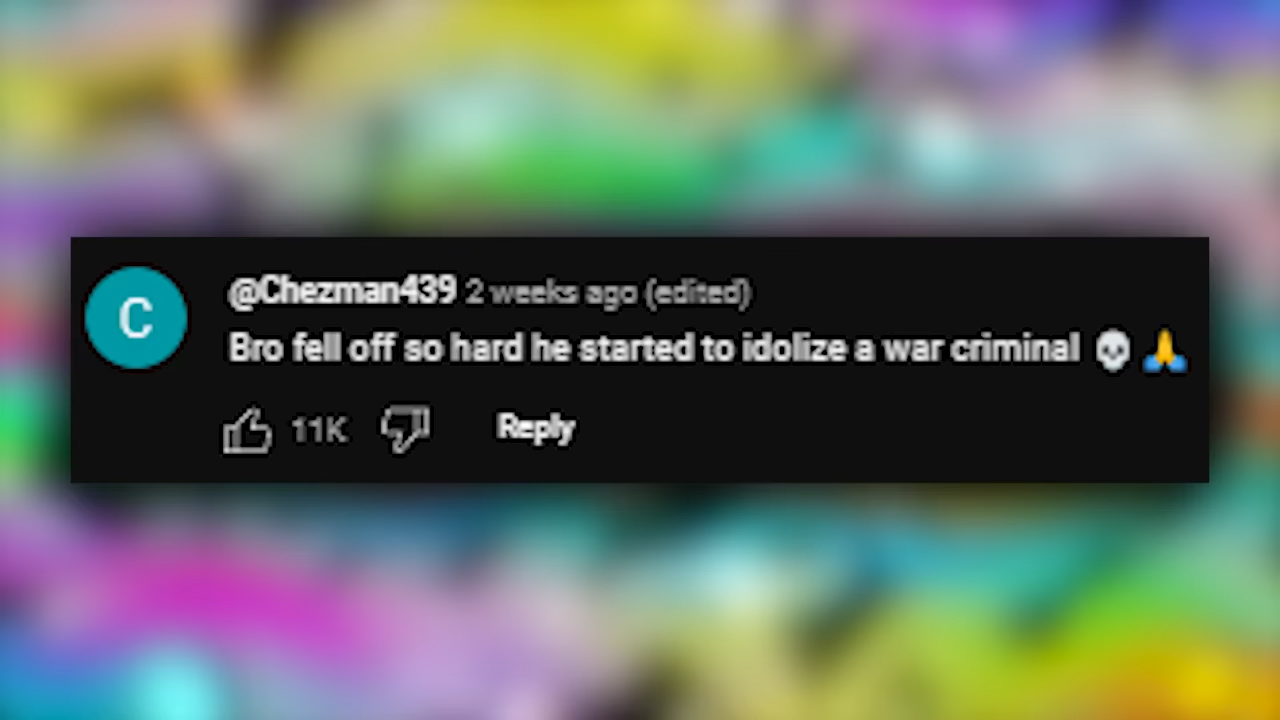 C
@Chezman439 2 weeks ago (edited)
Bro fell off so hard he started to idolize a war criminal 💀🙏
11K Reply